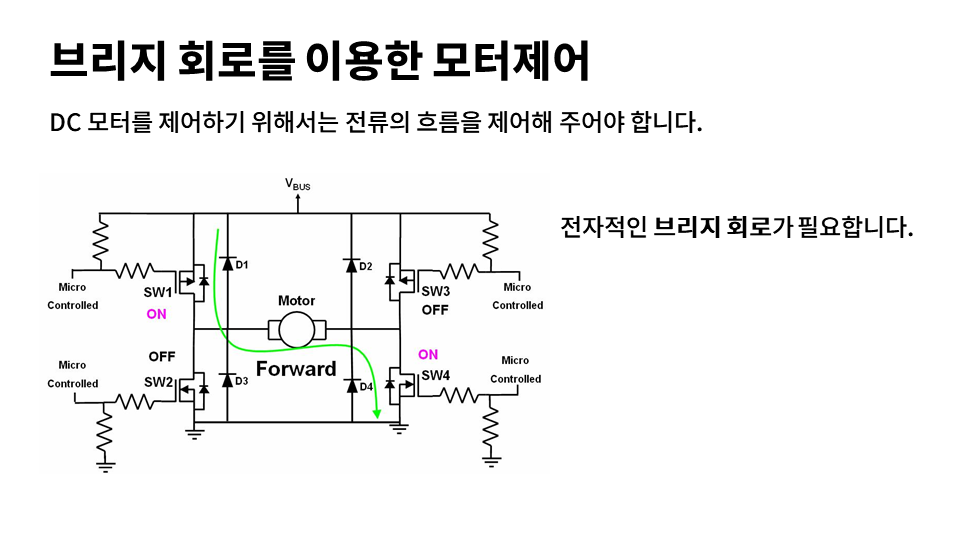 브리지 회로를 이용한 모터제어
DC 모터를 제어하기 위해서는 전류의 흐름을 제어해 주어야 합니다.
V BUS
전자적인 브리지 회로가 필요합니다.
D1
D2
Micro
Controlled
SW1
ON
Motor
SW3
OFF
Micro
Controlled
OFF
SW2
Micro
Controlled
D3
Forward
D4
ON
SW4
Micro
Controlled